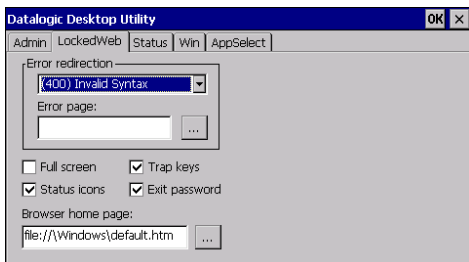 Datalogic Desktop Utility OK ×
Admin LockedWeb Status Win AppSelect
Error redirection
(400) Invalid Syntax
Error page:
...
Full screen Trap keys
Status icons Exit password
Browser home page:
file://\Windows\default.htm ...